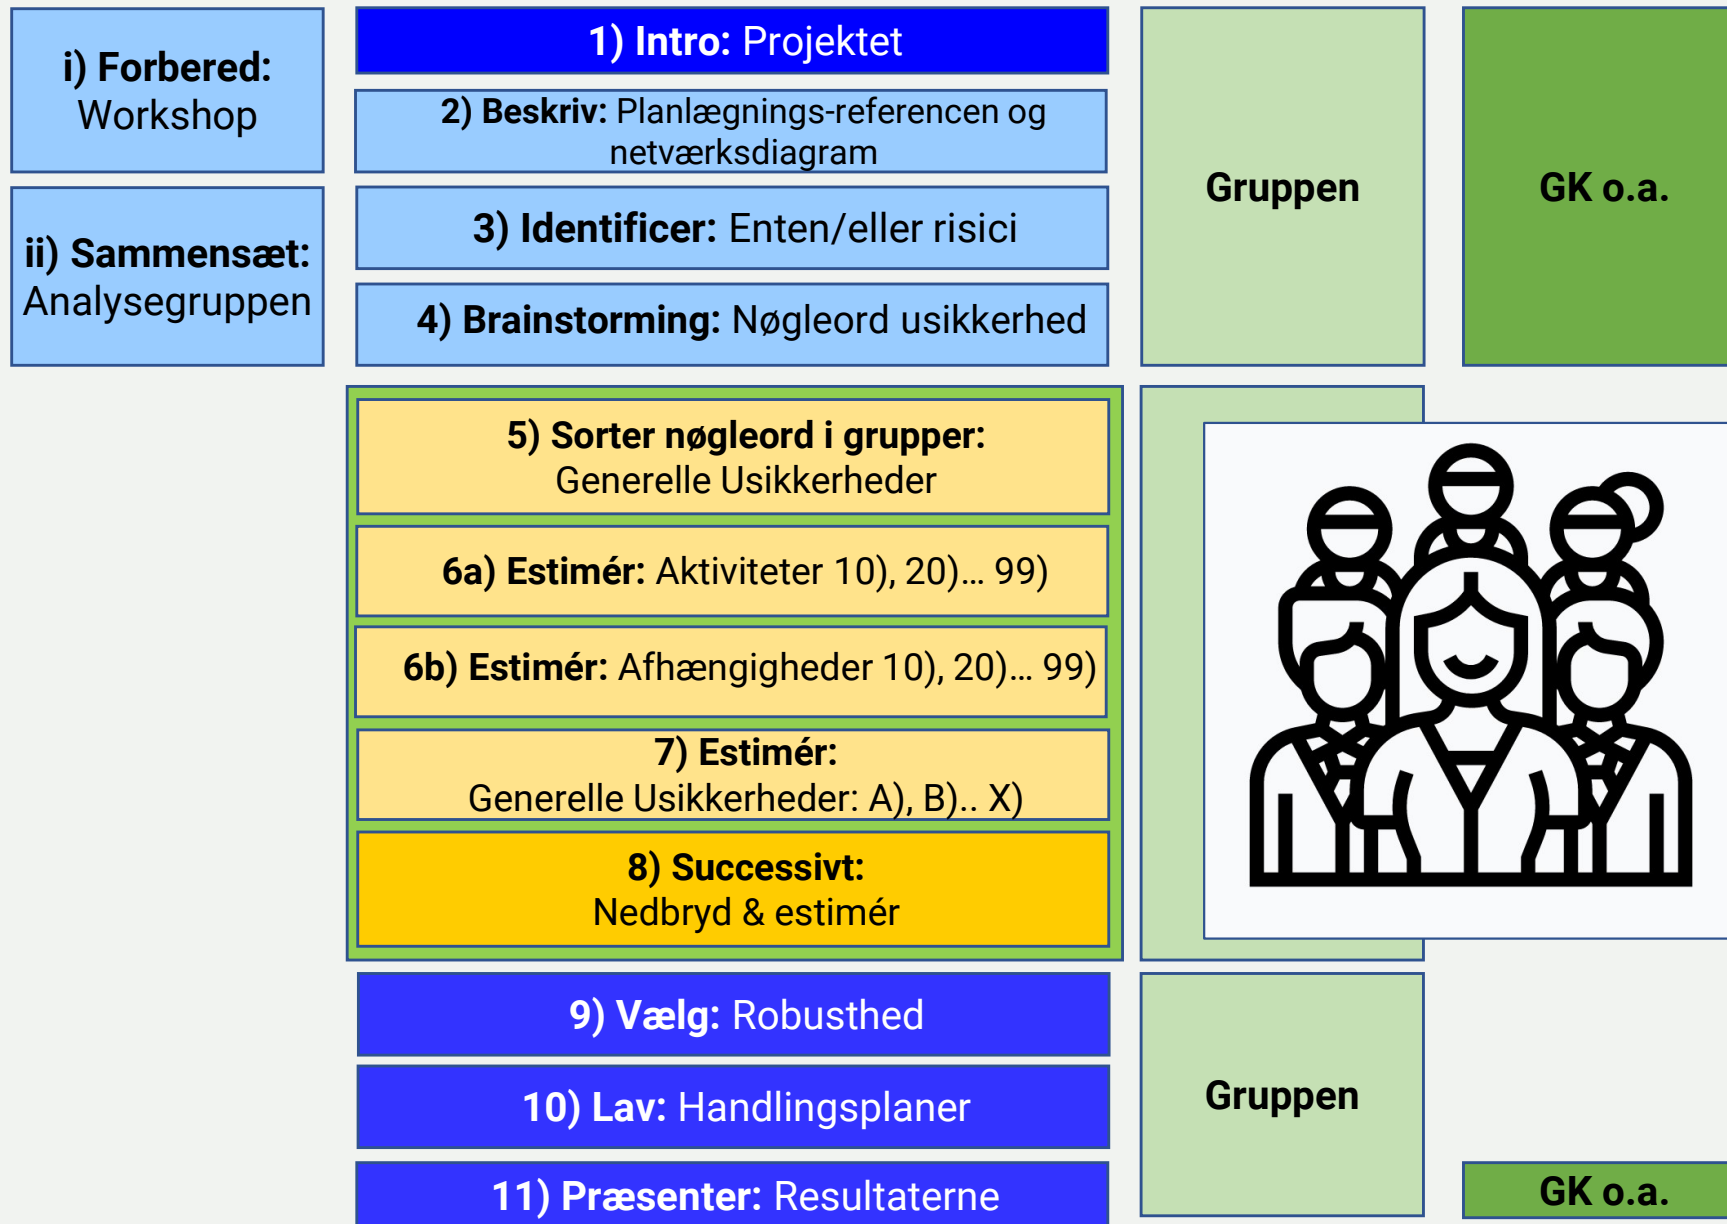 i) Forbered:
Workshop
ii) Sammensæt:
Analysegruppen
1) Intro: Projektet
2) Beskriv: Planlægnings-referencen og
netværksdiagram
3) Identificer: Enten/eller risici
4) Brainstorming: Nøgleord usikkerhed
Gruppen
GK o.a.
5) Sorter nøgleord i grupper:
Generelle Usikkerheder
6a) Estimér: Aktiviteter 10), 20)... 99)
6b) Estimér: Afhængigheder 10), 20)... 99)
7) Estimér:
Generelle Usikkerheder: A), B).. X)
8) Successivt:
Nedbryd & estimér
9) Vælg: Robusthed
10) Lav: Handlingsplaner
11) Præsenter: Resultaterne
Gruppen
GK o.a.